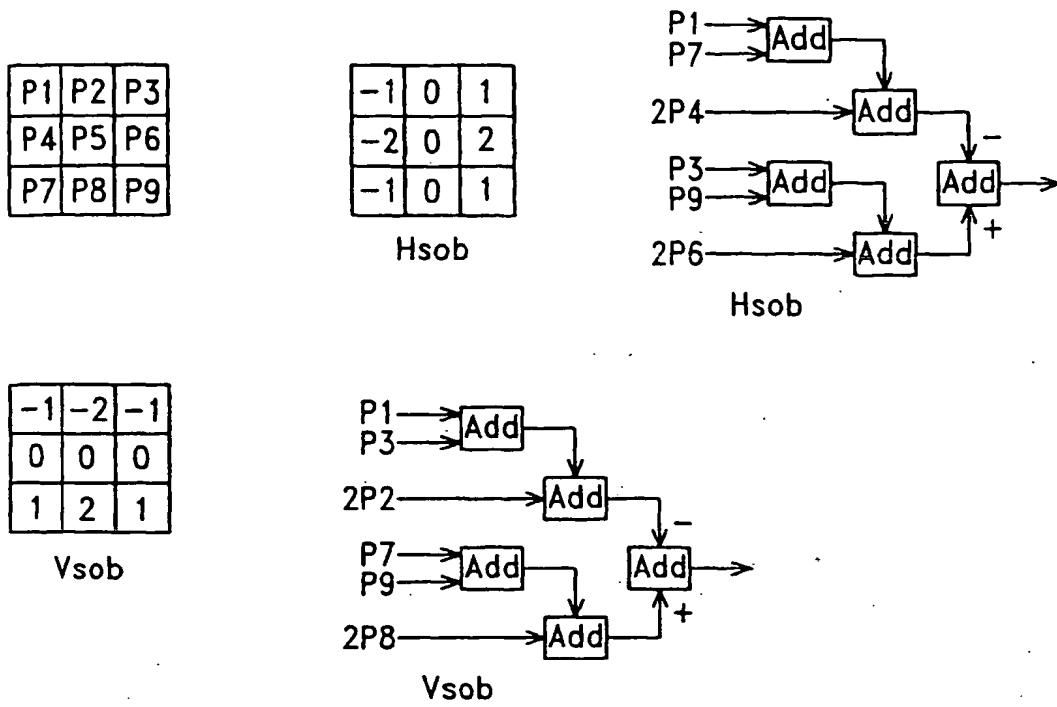 P1 P2 P3
P4 P5 P6
P7 P8 P9
-1 0 1
-2 0 2
-1 0 1
Hsob
P1
P7
Add
2P4
Add
-
P3
P9
Add
Add
2P6
Add
+
Hsob
-1 -2 -1
0 0 0
1 2 1
Vsob
P1
P3
Add
2P2
Add
-
P7
P9
Add
Add
2P8
Add
+
Vsob